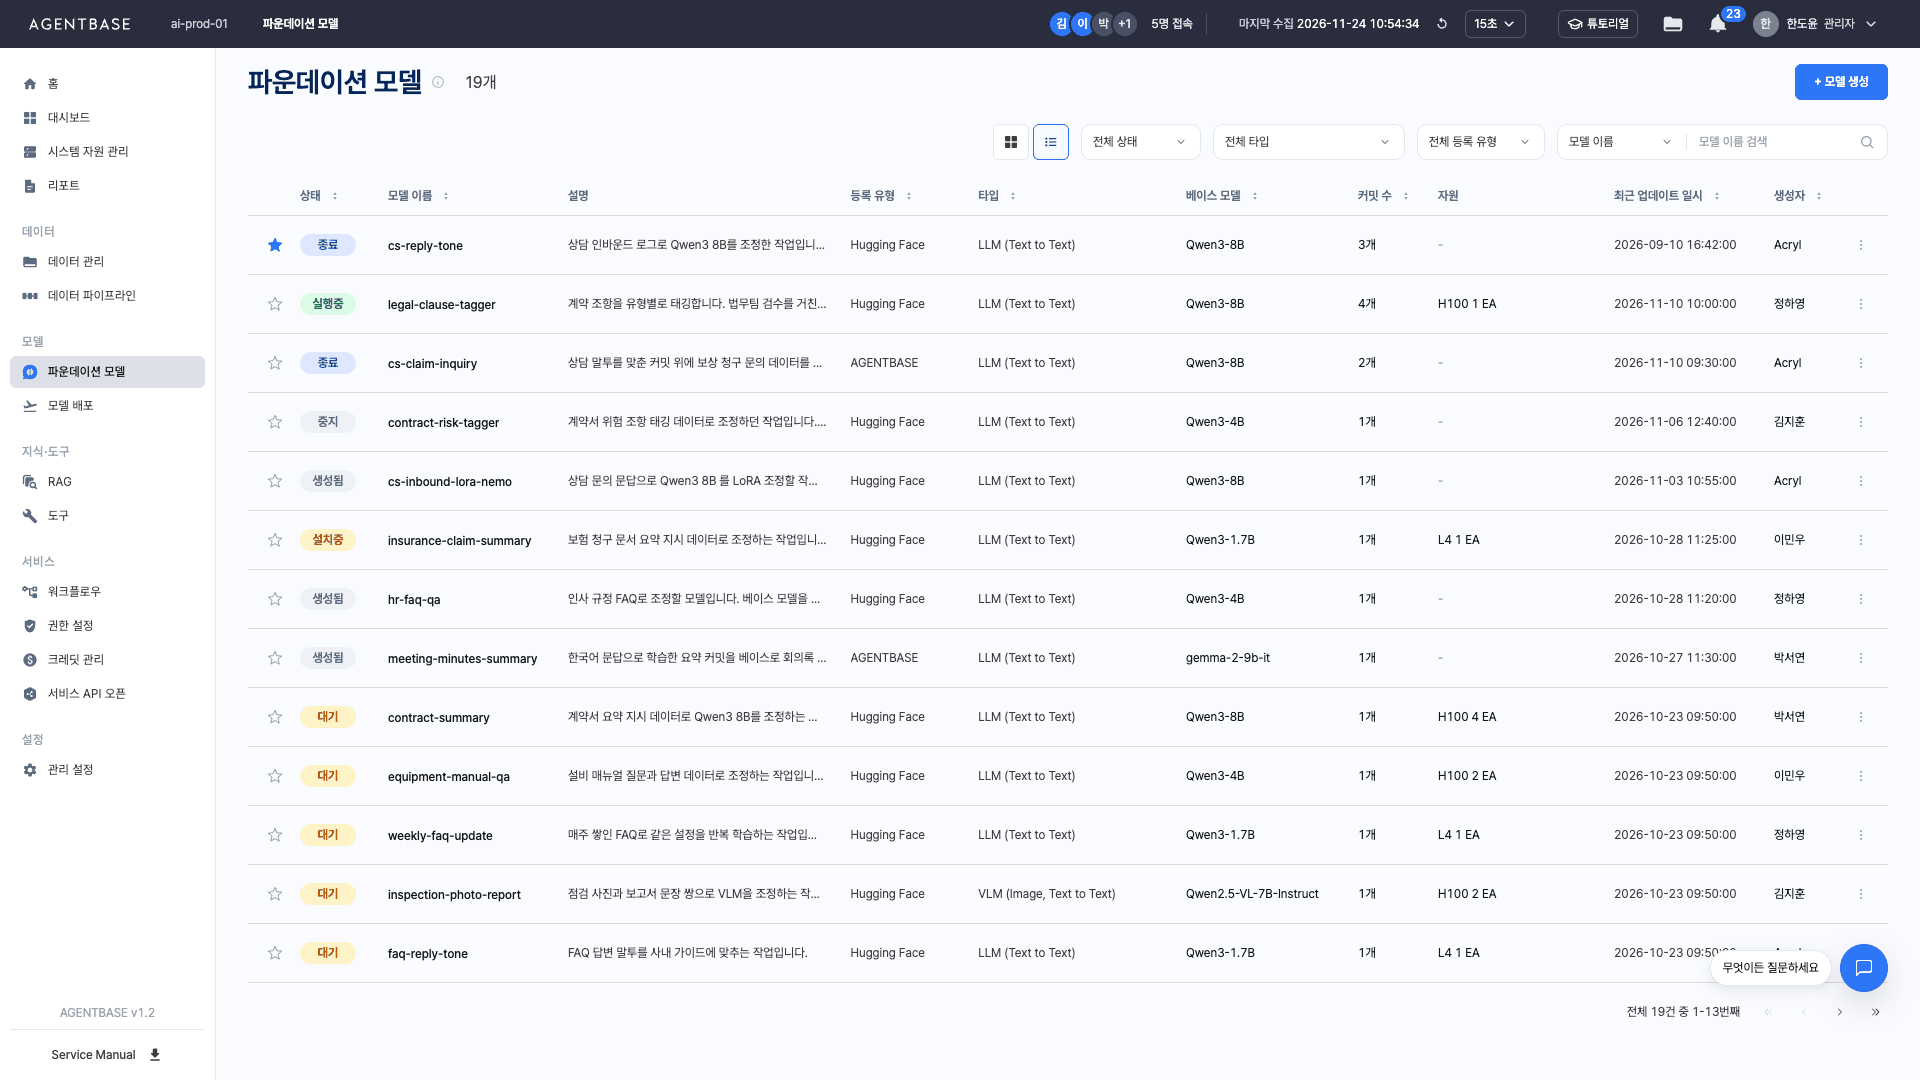 AGENTBASE
ai-prod-01
파운데이션 모델
김 이 박 +1 5명 접속
마지막 수집 2026-11-24 10:54:34
15초
튜토리얼
23
한 한도윤 관리자
홈
대시보드
시스템 자원 관리
리포트
데이터
데이터 관리
데이터 파이프라인
모델
파운데이션 모델
모델 배포
지식·도구
RAG
도구
서비스
워크플로우
권한 설정
크레딧 관리
서비스 API 오픈
설정
관리 설정
AGENTBASE v1.2
Service Manual
파운데이션 모델 19개
+ 모델 생성
전체 상태 전체 타입 전체 등록 유형 모델 이름 모델 이름 검색
상태 모델 이름 설명 등록 유형 타입 베이스 모델 커밋 수 자원 최근 업데이트 일시 생성자
종료 cs-reply-tone 상담 인바운드 로그로 Qwen3 8B를 조정한 작업입니... Hugging Face LLM (Text to Text) Qwen3-8B 3개 - 2026-09-10 16:42:00 Acryl
실행중 legal-clause-tagger 계약 조항을 유형별로 태깅합니다. 법무팀 검수를 거친... Hugging Face LLM (Text to Text) Qwen3-8B 4개 H100 1 EA 2026-11-10 10:00:00 정하영
종료 cs-claim-inquiry 상담 말투를 맞춘 커밋 위에 보상 청구 문의 데이터를 ... AGENTBASE LLM (Text to Text) Qwen3-8B 2개 - 2026-11-10 09:30:00 Acryl
중지 contract-risk-tagger 계약서 위험 조항 태깅 데이터로 조정하던 작업입니다.... Hugging Face LLM (Text to Text) Qwen3-4B 1개 - 2026-11-06 12:40:00 김지훈
생성됨 cs-inbound-lora-nemo 상담 문의 문답으로 Qwen3 8B 를 LoRA 조정할 작... Hugging Face LLM (Text to Text) Qwen3-8B 1개 - 2026-11-03 10:55:00 Acryl
설치중 insurance-claim-summary 보험 청구 문서 요약 지시 데이터로 조정하는 작업입니... Hugging Face LLM (Text to Text) Qwen3-1.7B 1개 L4 1 EA 2026-10-28 11:25:00 이민우
생성됨 hr-faq-qa 인사 규정 FAQ로 조정할 모델입니다. 베이스 모델을 ... Hugging Face LLM (Text to Text) Qwen3-4B 1개 - 2026-10-28 11:20:00 정하영
생성됨 meeting-minutes-summary 한국어 문답으로 학습한 요약 커밋을 베이스로 회의록 ... AGENTBASE LLM (Text to Text) gemma-2-9b-it 1개 - 2026-10-27 11:30:00 박서연
대기 contract-summary 계약서 요약 지시 데이터로 Qwen3 8B를 조정하는 ... Hugging Face LLM (Text to Text) Qwen3-8B 1개 H100 4 EA 2026-10-23 09:50:00 박서연
대기 equipment-manual-qa 설비 매뉴얼 질문과 답변 데이터로 조정하는 작업입니... Hugging Face LLM (Text to Text) Qwen3-4B 1개 H100 2 EA 2026-10-23 09:50:00 이민우
대기 weekly-faq-update 매주 쌓인 FAQ로 같은 설정을 반복 학습하는 작업입... Hugging Face LLM (Text to Text) Qwen3-1.7B 1개 L4 1 EA 2026-10-23 09:50:00 정하영
대기 inspection-photo-report 점검 사진과 보고서 문장 쌍으로 VLM을 조정하는 작... Hugging Face VLM (Image, Text to Text) Qwen2.5-VL-7B-Instruct 1개 H100 2 EA 2026-10-23 09:50:00 김지훈
대기 faq-reply-tone FAQ 답변 말투를 사내 가이드에 맞추는 작업입니다. Hugging Face LLM (Text to Text) Qwen3-1.7B 1개 L4 1 EA 2026-10-23 09:50
무엇이든 질문하세요
전체 19건 중 1-13번째